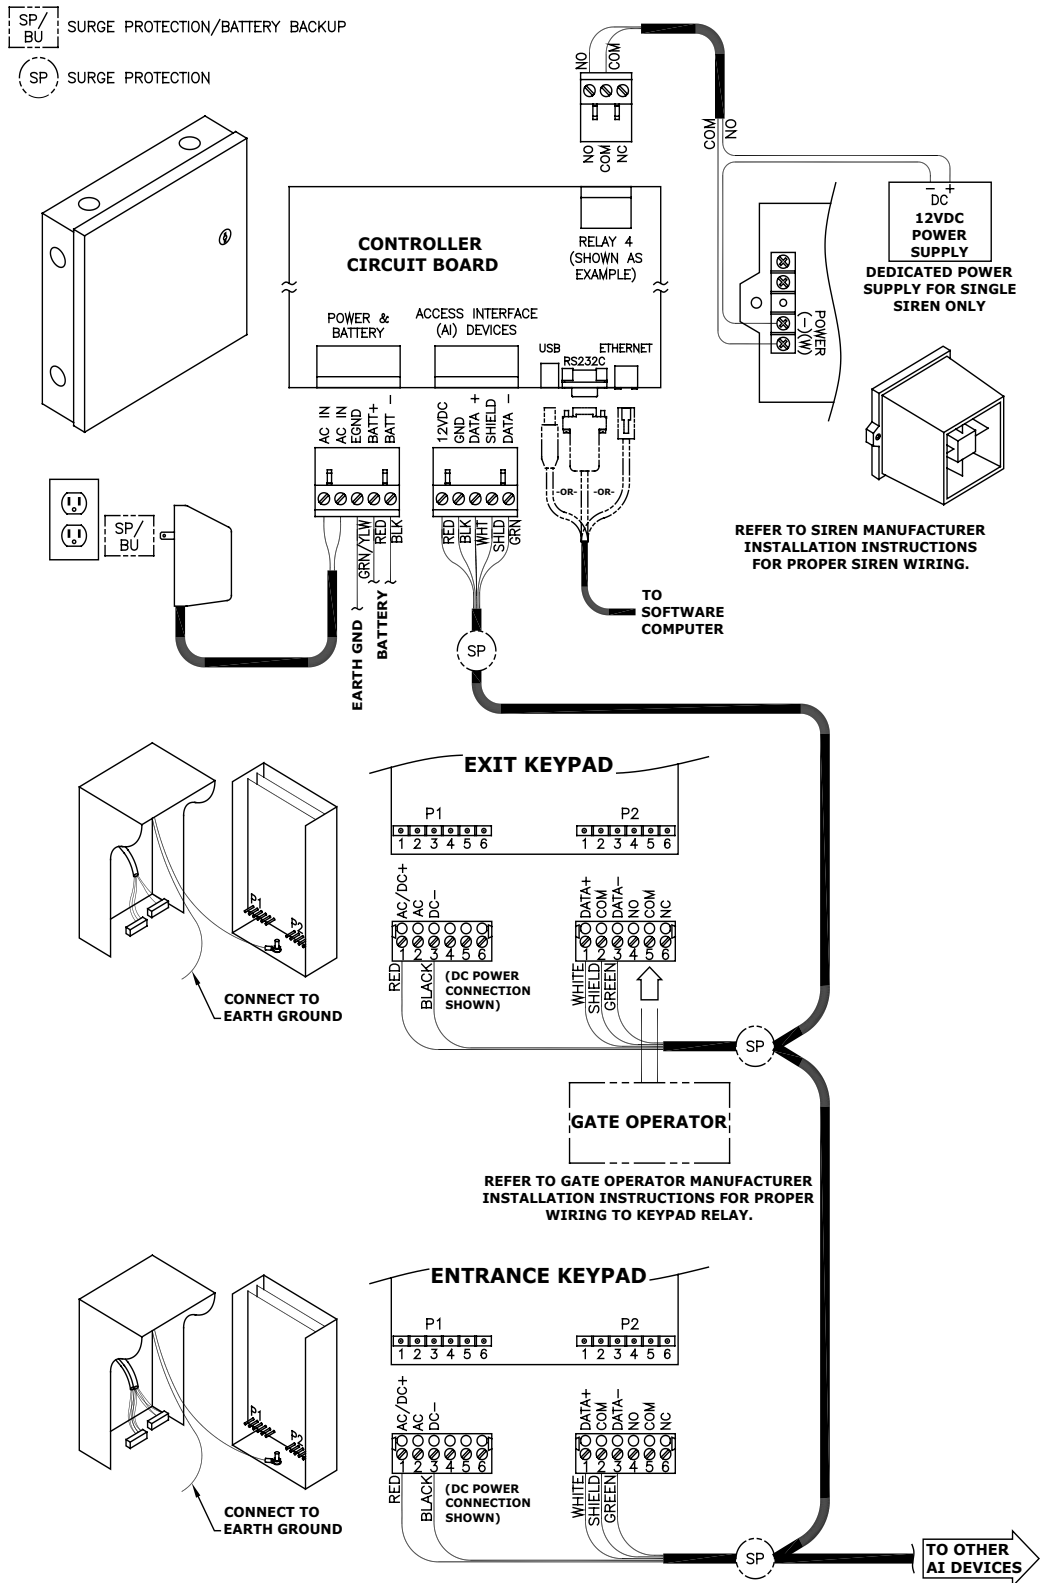 SP/
BU
SURGE PROTECTION/BATTERY BACKUP
SP
SURGE PROTECTION
NO
COM
NO
COM
NC
COM
NO
- +
DC
12VDC
POWER
SUPPLY
DEDICATED POWER
SUPPLY FOR SINGLE
SIREN ONLY
POWER
(-)(W)
CONTROLLER
CIRCUIT BOARD
RELAY 4
(SHOWN AS
EXAMPLE)
POWER &
BATTERY
ACCESS INTERFACE
(AI) DEVICES
USB
RS232C
ETHERNET
AC IN
AC IN
EGND
BATT+
BATT -
12VDC
GND
DATA +
SHIELD
DATA -
-OR-
-OR-
SP/
BU
GRN/YLW
RED
BLK
RED
BLK
WHT
SHLD
GRN
EARTH GND
BATTERY
REFER TO SIREN MANUFACTURER
INSTALLATION INSTRUCTIONS
FOR PROPER SIREN WIRING.
TO
SOFTWARE
COMPUTER
SP
EXIT KEYPAD
P1
1 2 3 4 5 6
P2
1 2 3 4 5 6
AC/DC+
AC
DC-
DATA+
COM
DATA-
NO
COM
NC
1 2 3 4 5 6
1 2 3 4 5 6
P1
P2
RED
BLACK
(DC POWER
CONNECTION
SHOWN)
WHITE
SHIELD
GREEN
CONNECT TO
EARTH GROUND
SP
GATE OPERATOR
REFER TO GATE OPERATOR MANUFACTURER
INSTALLATION INSTRUCTIONS FOR PROPER
WIRING TO KEYPAD RELAY.
ENTRANCE KEYPAD
P1
1 2 3 4 5 6
P2
1 2 3 4 5 6
AC/DC+
AC
DC-
DATA+
COM
DATA-
NO
COM
NC
1 2 3 4 5 6
1 2 3 4 5 6
P1
P2
RED
BLACK
(DC POWER
CONNECTION
SHOWN)
WHITE
SHIELD
GREEN
CONNECT TO
EARTH GROUND
SP
TO OTHER
AI DEVICES